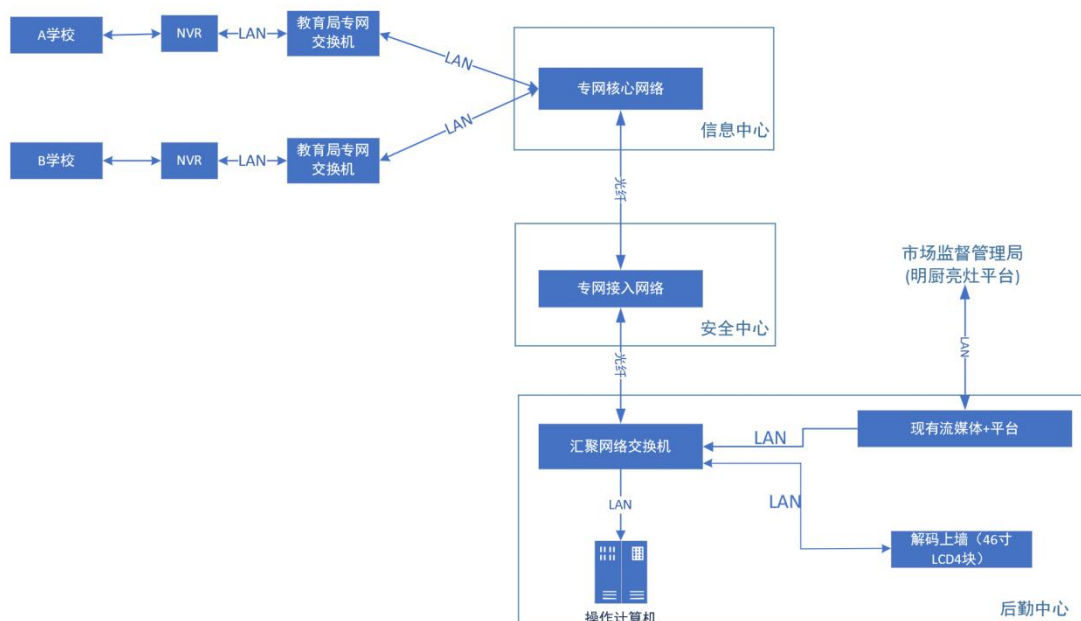 A学校
NVR
LAN
教育局专网
交换机
LAN
专网核心网络
信息中心
B学校
NVR
LAN
教育局专网
交换机
LAN
光纤
专网接入网络
安全中心
市场监督管理局
(明厨亮灶平台)
LAN
光纤
汇聚网络交换机
LAN
现有流媒体+平台
LAN
LAN
解码上墙（46寸
LCD4块）
操作计算机
后勤中心